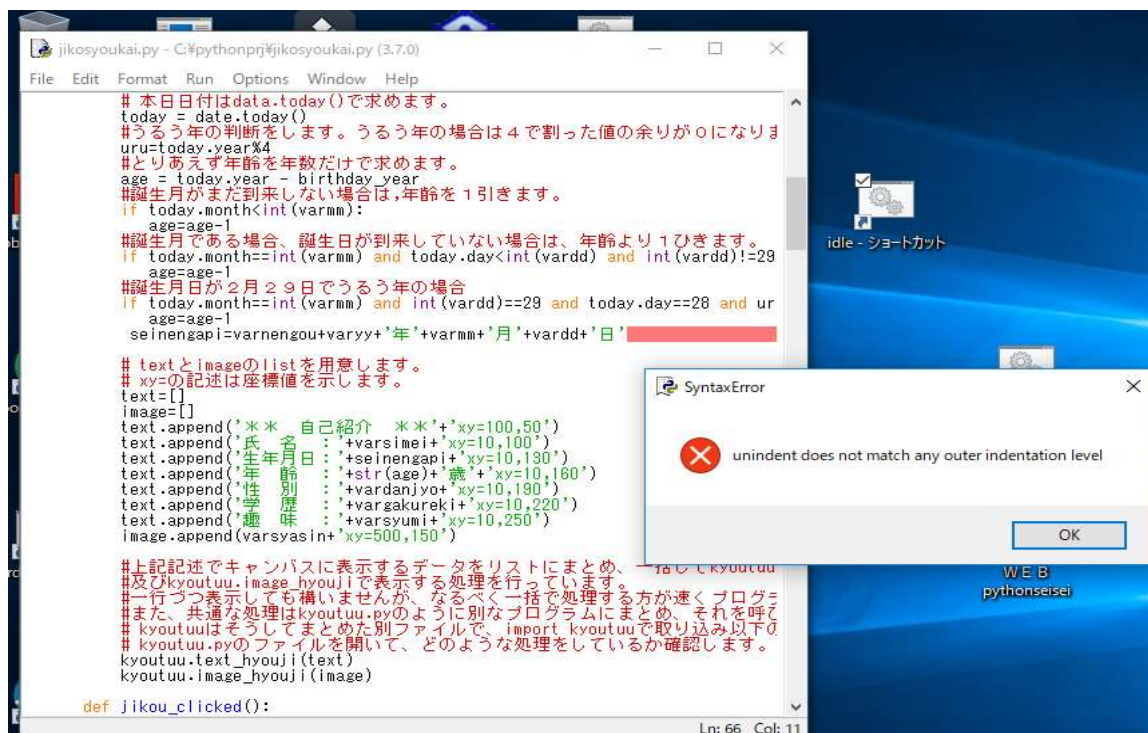 jikosyoukai.py - C:¥pythonprj¥jikosyoukai.py (3.7.0)
File Edit Format Run Options Window Help
# 本日日付はdata.today()で求めます。
today = date.today()
#うるう年の判断をします。うるう年の場合は４で割った値の余りが０になりま
uru=today.year%4
#とりあえず年齢を年数だけで求めます。
age = today.year - birthday_year
#誕生月がまだ到来しない場合は,年齢を１引きます。
if today.month<int(varmm):
age=age-1
#誕生月である場合、誕生日が到来していない場合は、年齢より１ひきます。
if today.month==int(varmm) and today.day<int(vardd) and int(vardd)!=29
age=age-1
#誕生月日が２月２９日でうるう年の場合
if today.month==int(varmm) and int(vardd)==29 and today.day==28 and ur
age=age-1
seinengapi=varnengou+varyy+'年'+varmm+'月'+vardd+'日'
# textとimageのlistを用意します。
# xy=の記述は座標値を示します。
text=[]
image=[]
text.append('＊＊　自己紹介　＊＊'+'xy=100,50')
text.append('氏　名　：'+varsimei+'xy=10,100')
text.append('生年月日：'+seinengapi+'xy=10,130')
text.append('年　齢　：'+str(age)+'歳'+'xy=10,160')
text.append('性　別　：'+vardanjyo+'xy=10,190')
text.append('学　歴　：'+vargakureki+'xy=10,220')
text.append('趣　味　：'+varsyumi+'xy=10,250')
image.append(varsyasin+'xy=500,150')
#上記記述でキャンバスに表示するデータをリストにまとめ、一括してkyoutuu
#及びkyoutuu.image_hyoujiで表示する処理を行っています。
#一行づつ表示しても構いませんが、なるべく一括で処理する方が速くプログラ
#また、共通な処理はkyoutuu.pyのように別なプログラムにまとめ、それを呼び
# kyoutuuはそうしてまとめた別ファイルで、import kyoutuuで取り込み以下の
# kyoutuu.pyのファイルを開いて、どのような処理をしているか確認します。
kyoutuu.text_hyouji(text)
kyoutuu.image_hyouji(image)
def jikou_clicked():
Ln: 66 Col: 11
idle - ショートカット
SyntaxError
unindent does not match any outer indentation level
OK
ＷＥＢ
pythonseisei